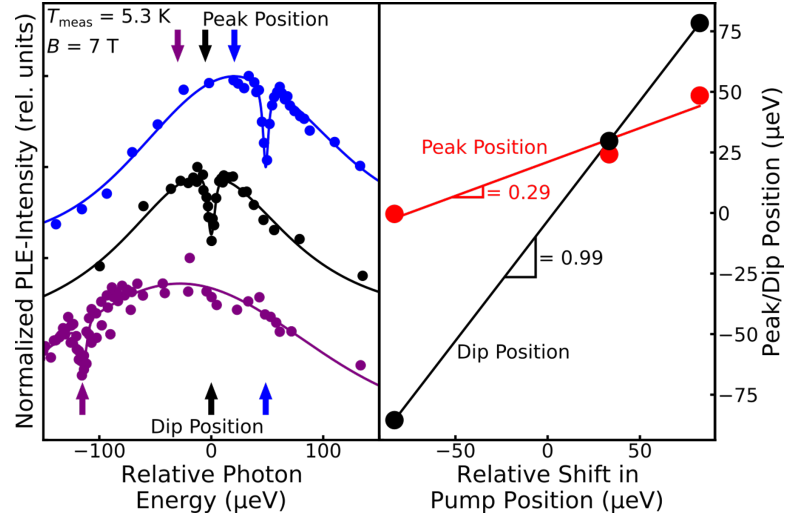 T_meas = 5.3 K
Peak Position
B = 7 T
Normalized PLE-Intensity (rel. units)
Dip Position
−100
0
100
Relative Photon
Energy (μeV)
Peak Position
= 0.29
= 0.99
Dip Position
75
50
25
0
−25
−50
−75
Peak/Dip Position (μeV)
−50
0
50
Relative Shift in
Pump Position (μeV)